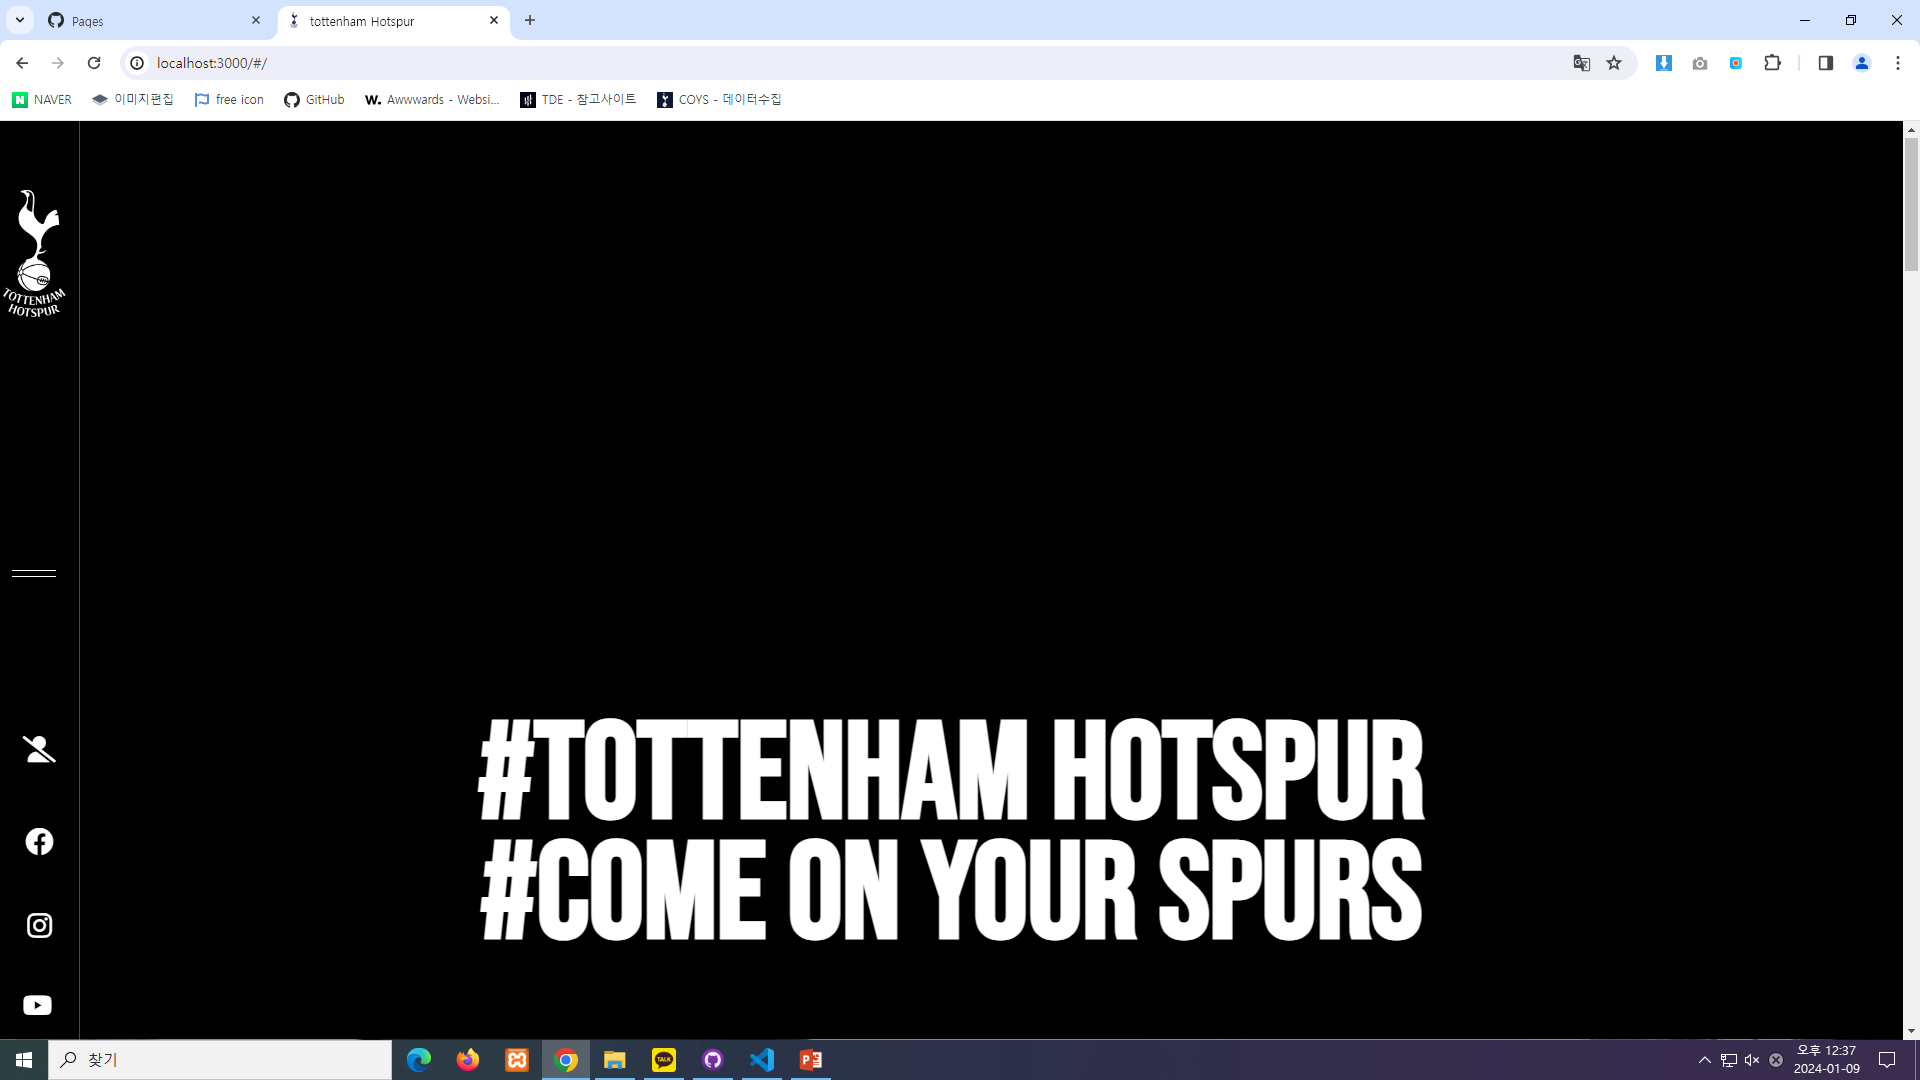 Pages
tottenham Hotspur
localhost:3000/#/
NAVER
이미지편집
free icon
GitHub
W. Awwwards - Websi...
TDE - 참고사이트
COYS - 데이터수집
TOTTENHAM
HOTSPUR
#TOTTENHAM HOTSPUR
#COME ON YOUR SPURS
찾기
TALK
오후 12:37
2024-01-09